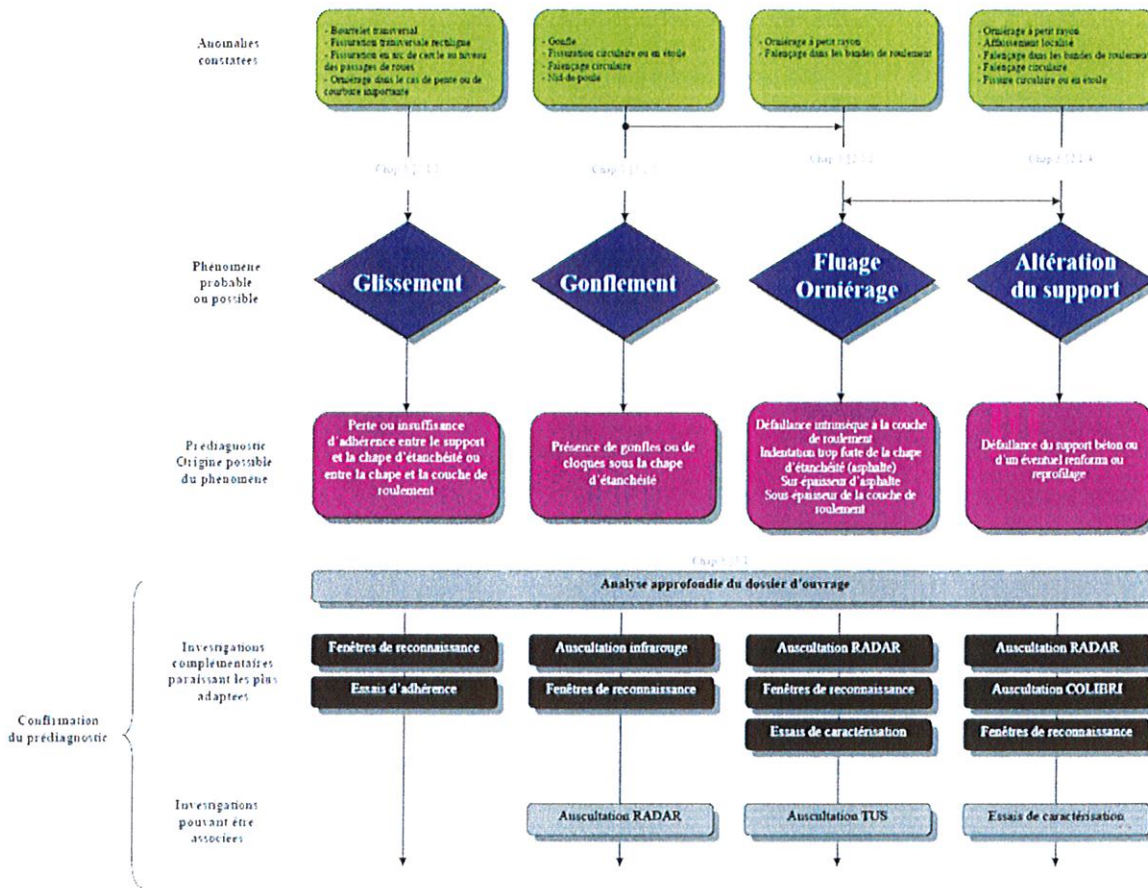 Anomalies
constatées
- Bourrelet transversal
- Fissuration transversale rectiligne
- Fissuration en arc de cercle au niveau
des passages de roues
- Orniérage dans le cas de pente ou de
courbure importante
- Gonfle
- Fissuration circulaire ou en étoile
- Faïençage circulaire
- Nid-de-poule
- Orniérage à petit rayon
- Faïençage dans les bandes de roulement
- Orniérage à petit rayon
- Affaissement localisé
- Faïençage dans les bandes de roulement
- Faïençage circulaire
- Fissure circulaire ou en étoile
Phénomène
probable
ou possible
Glissement
Gonflement
Fluage
Orniérage
Altération
du support
Prédiagnostic
Origine possible
du phénomène
Perte ou insuffisance
d'adhérence entre le support
et la chape d'étanchéité ou
entre la chape et la couche de
roulement
Présence de gonfles ou de
cloques sous la chape
d'étanchéité
Défaillance intrinsèque à la couche
de roulement
Indentation trop forte de la chape
d'étanchéité (asphalte)
Sur-épaisseur d'asphalte
Sous-épaisseur de la couche de
roulement
Défaillance du support béton ou
d'un éventuel renformis ou
reprofilage
Analyse approfondie du dossier d'ouvrage
Confirmation
du prédiagnostic
Investigations
complémentaires
paraissant les plus
adaptées
Fenêtres de reconnaissance
Essais d'adhérence
Auscultation infrarouge
Fenêtres de reconnaissance
Auscultation RADAR
Fenêtres de reconnaissance
Essais de caractérisation
Auscultation RADAR
Auscultation COLIBRI
Fenêtres de reconnaissance
Investigations
pouvant être
associées
Auscultation RADAR
Auscultation TUS
Essais de caractérisation